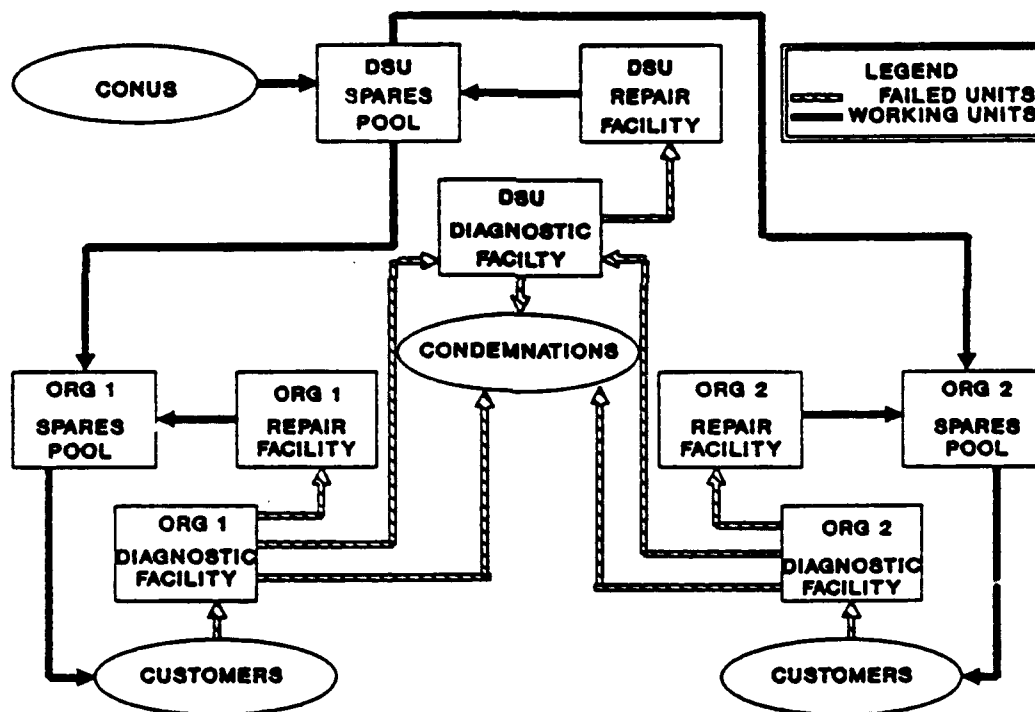 CONUS
DSU
SPARES
POOL
DSU
REPAIR
FACILITY
LEGEND
FAILED UNITS
WORKING UNITS
DSU
DIAGNOSTIC
FACILTY
CONDEMNATIONS
ORG 1
SPARES
POOL
ORG 1
REPAIR
FACILITY
ORG 2
REPAIR
FACILITY
ORG 2
SPARES
POOL
ORG 1
DIAGNOSTIC
FACILITY
ORG 2
DIAGNOSTIC
FACILITY
CUSTOMERS
CUSTOMERS